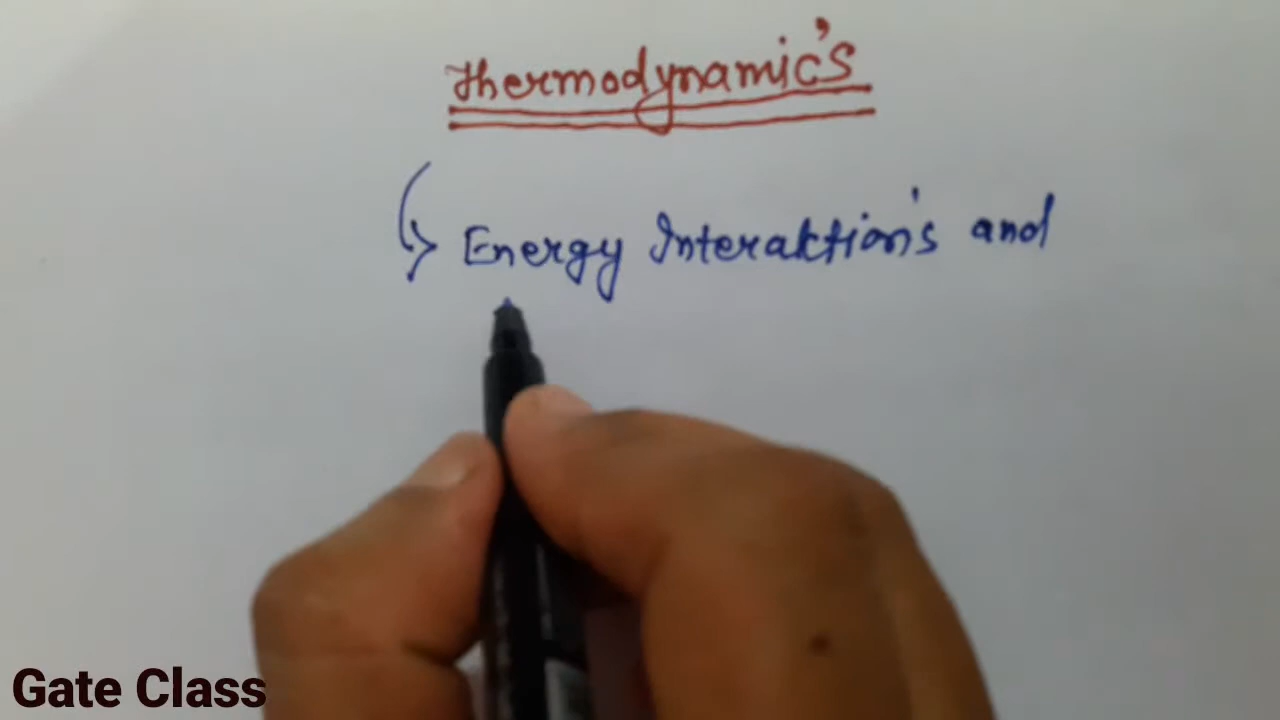 Thermodynamic's
Energy Interaktion's and
Gate Class